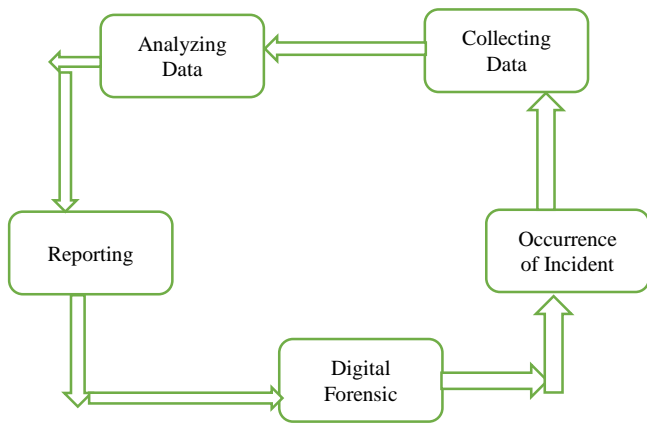 Analyzing
Data
Collecting
Data
Reporting
Occurrence
of Incident
Digital
Forensic